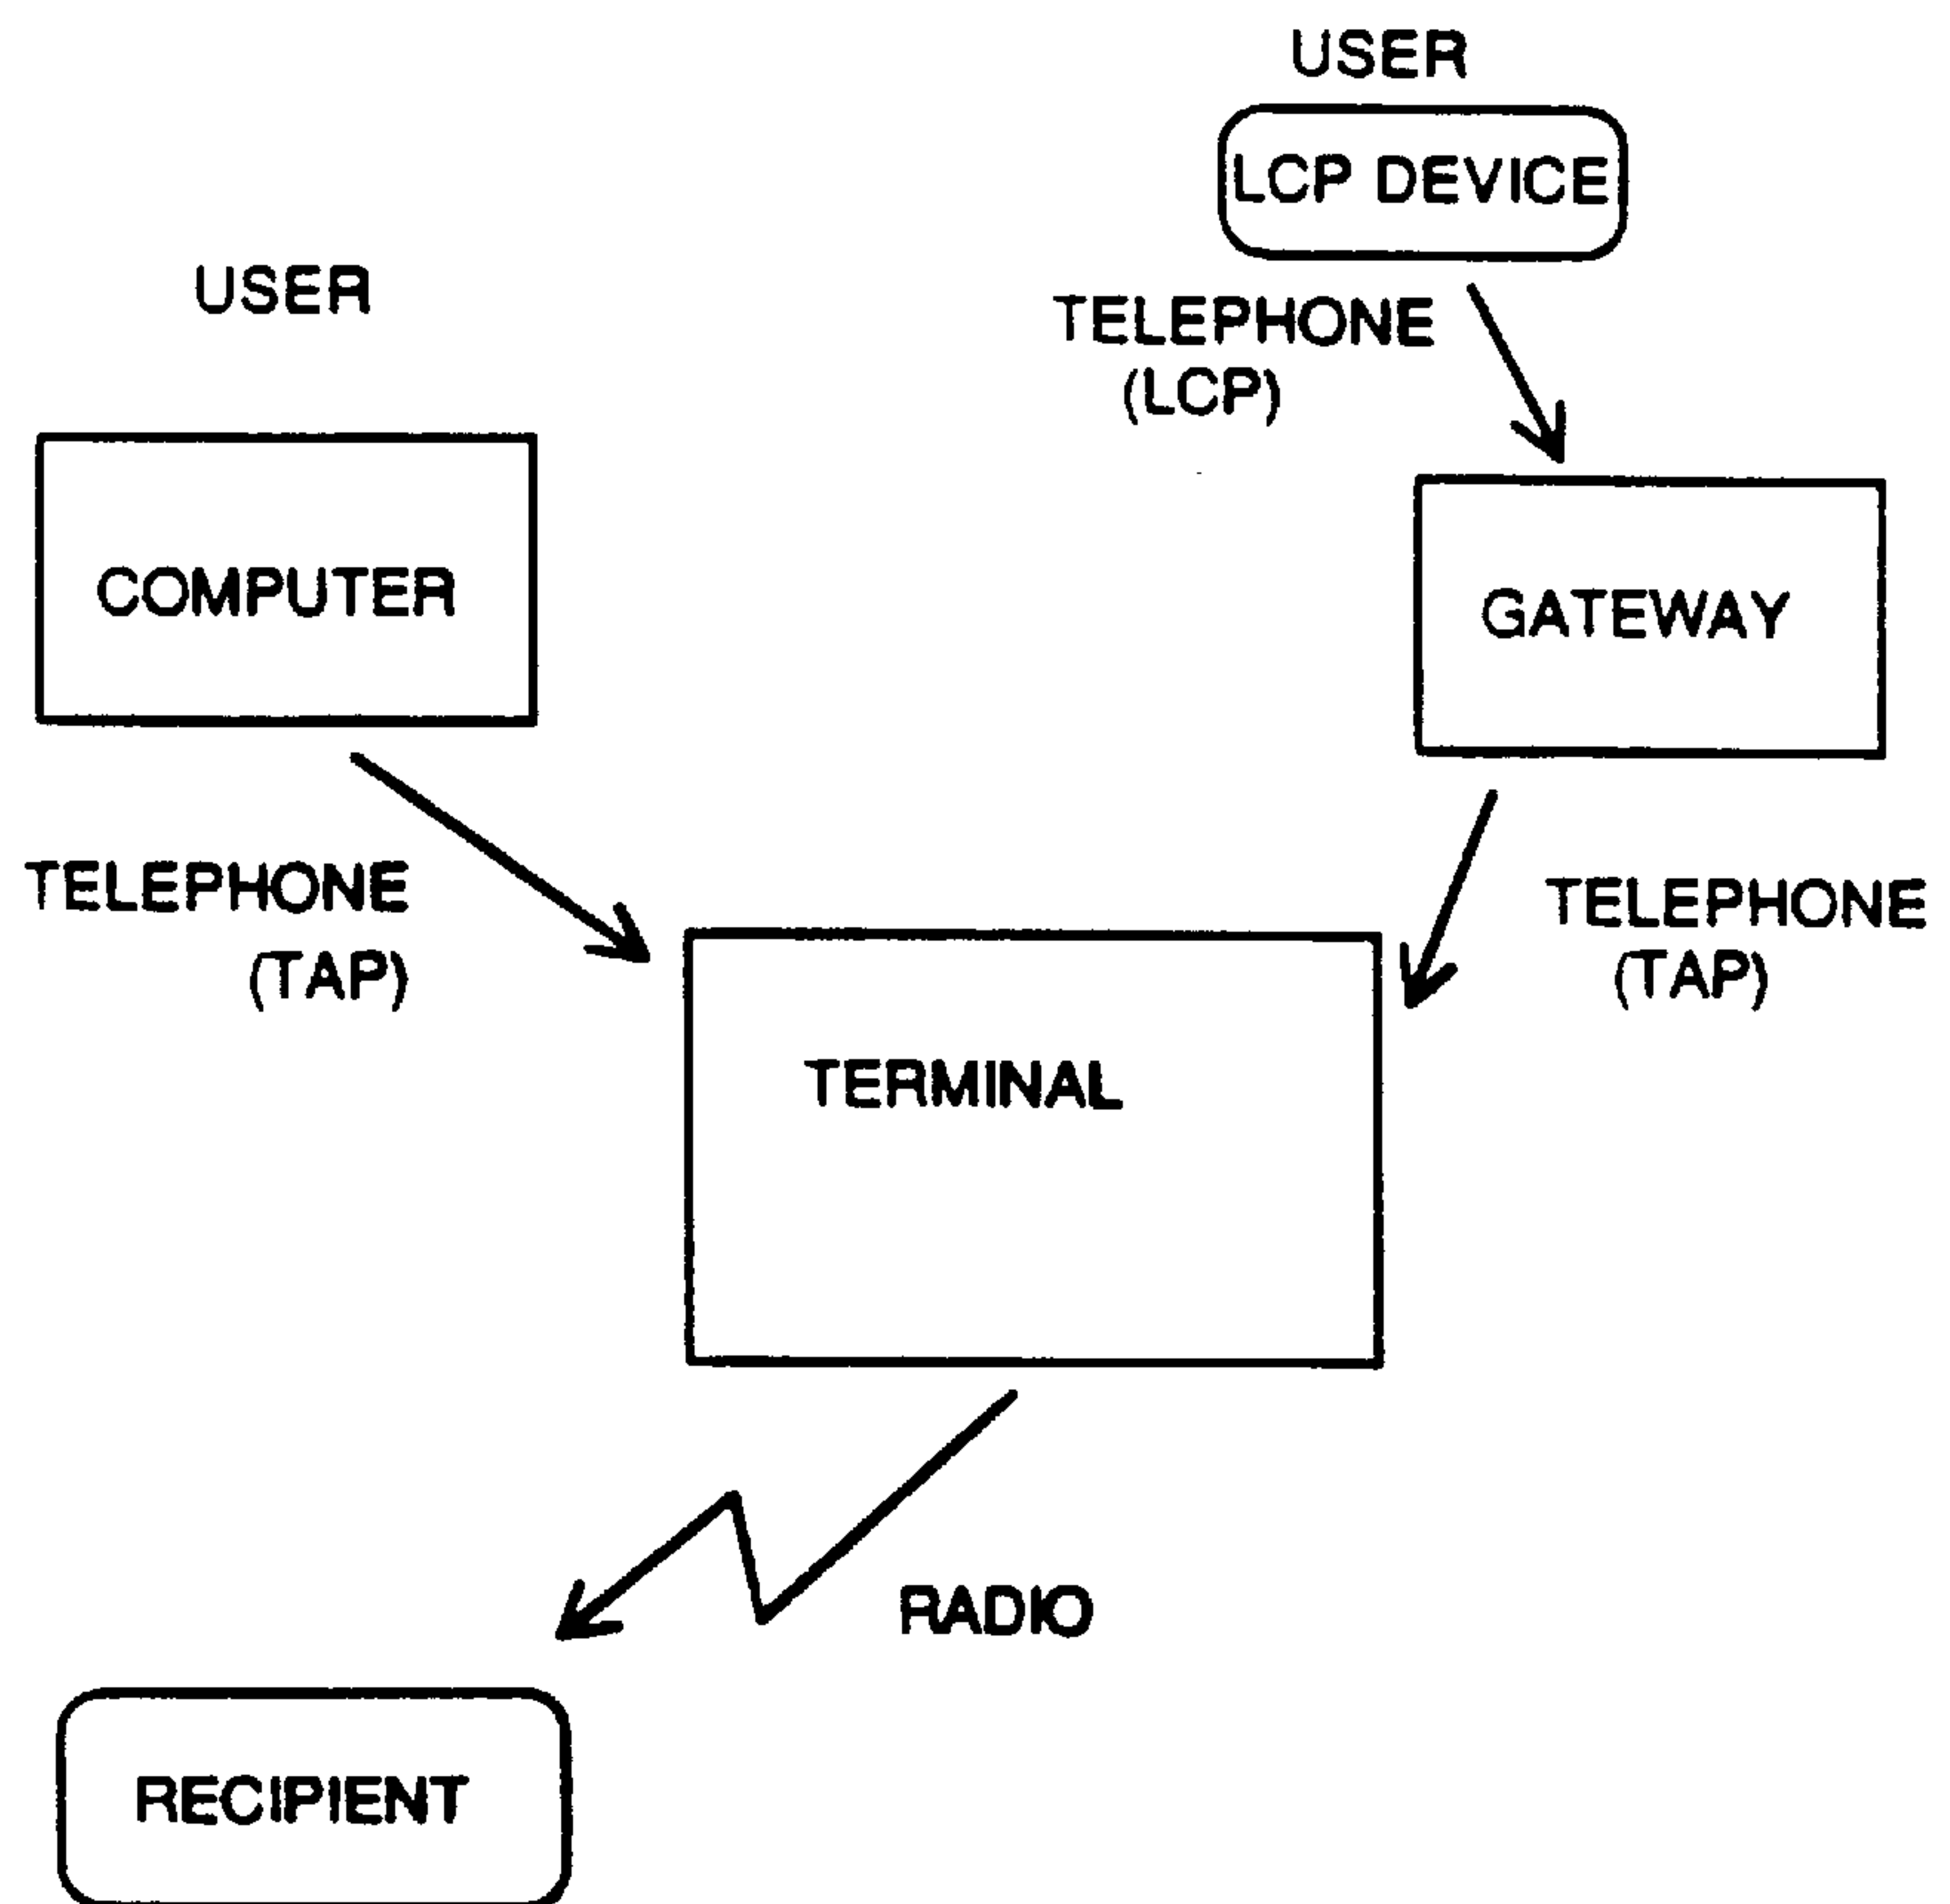 USER
LCP DEVICE
USER
TELEPHONE
(LCP)
COMPUTER
GATEWAY
TELEPHONE
(TAP)
TELEPHONE
(TAP)
TERMINAL
RADIO
RECIPIENT